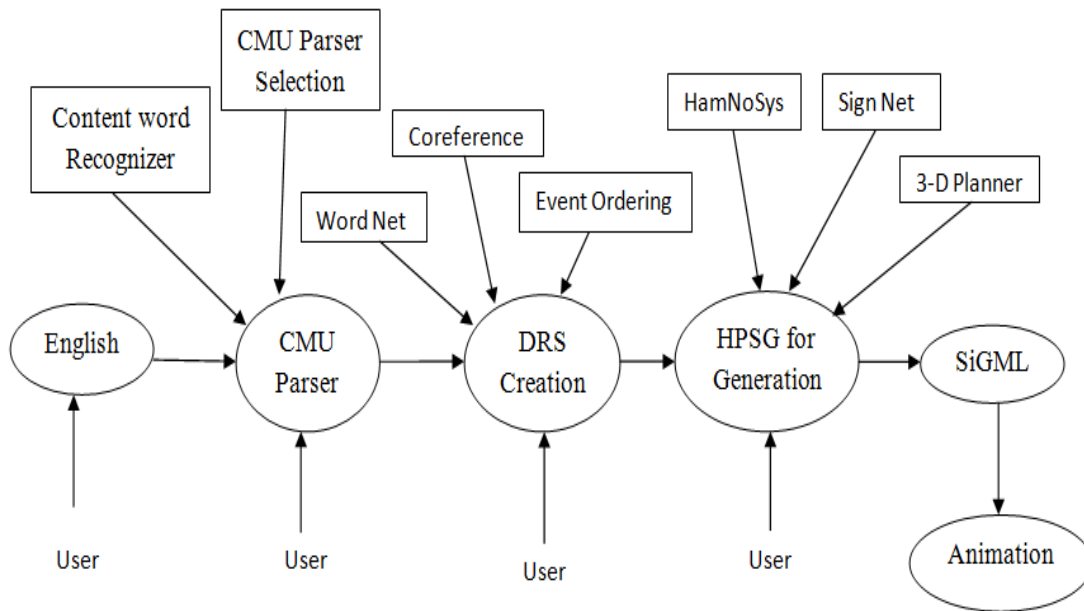 CMU Parser
Selection
Content word
Recognizer
HamNoSys
Sign Net
Coreference
3-D Planner
Word Net
Event Ordering
English
CMU
Parser
DRS
Creation
HPSG for
Generation
SiGML
User
User
User
User
Animation